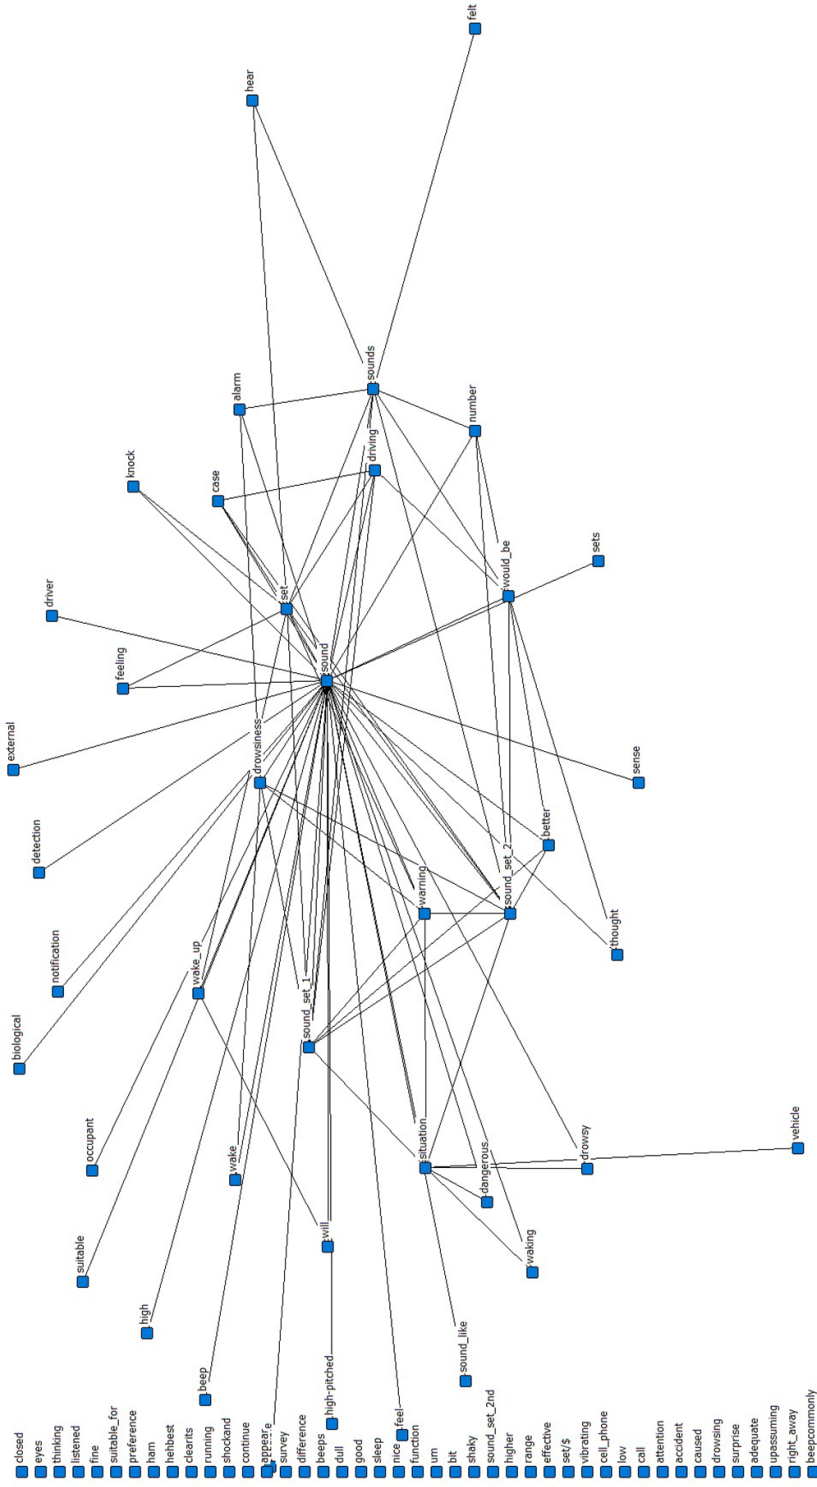 felt
hear
sounds
alarm
number
driving
knock
case
sets
would_be
set
driver
sound
feeling
external
drowsiness
sense
better
detection
sound_set_2
warning
thought
notification
wake_up
sound_set_1
biological
vehicle
situation
drowsy
occupant
wake
dangerous
will
waking
suitable
high
sound_like
beep
high-pitched
feel
closed
eyes
thinking
listened
fine
suitable_for
preference
ham
hehbest
clearits
running
shockand
continue
appear
survey
difference
beeps
dull
good
sleep
nice
function
um
bit
shaky
sound_set_2nd
higher
range
effective
set/$
vibrating
cell_phone
low
call
attention
accident
caused
drowsing
surprise
adequate
upassuming
right_away
beepcommonly